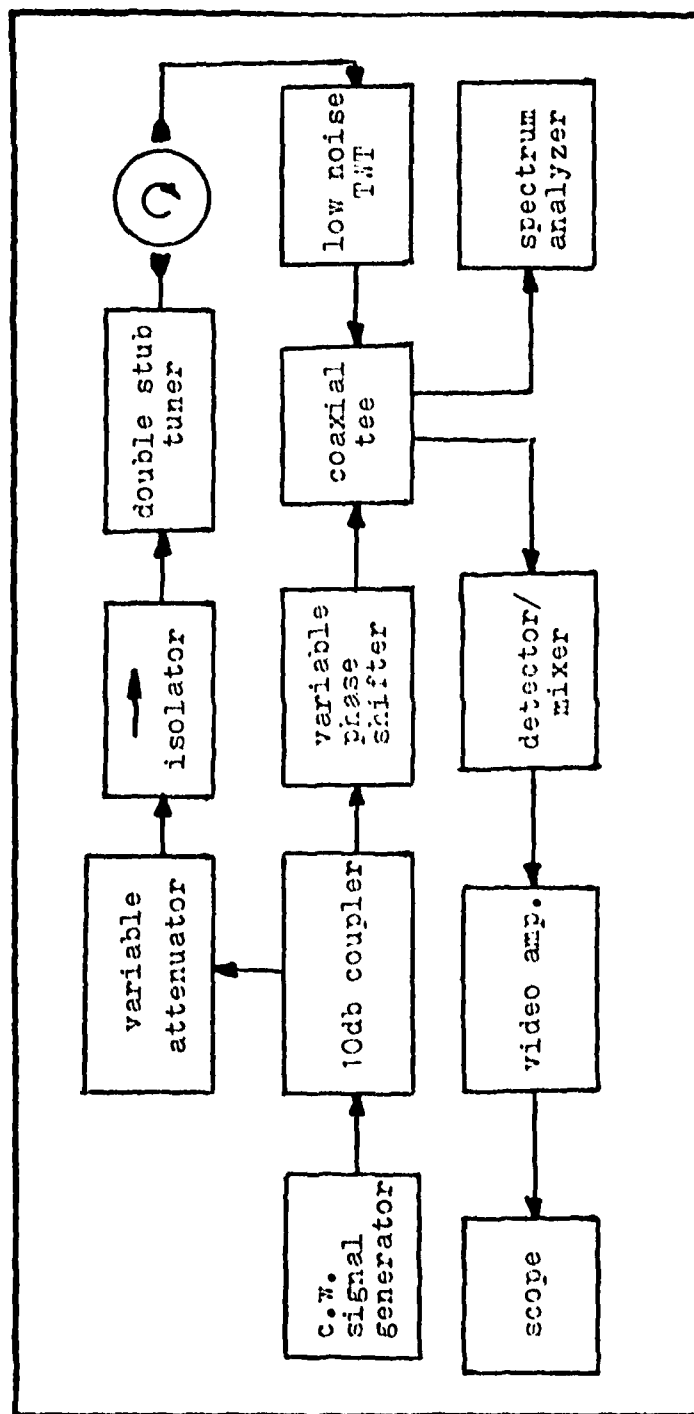 variable
attenuator
isolator
double stub
tuner
c.w.
signal
generator
10db coupler
variable
phase
shifter
coaxial
tee
low noise
TWT
scope
video amp.
detector/
mixer
spectrum
analyzer